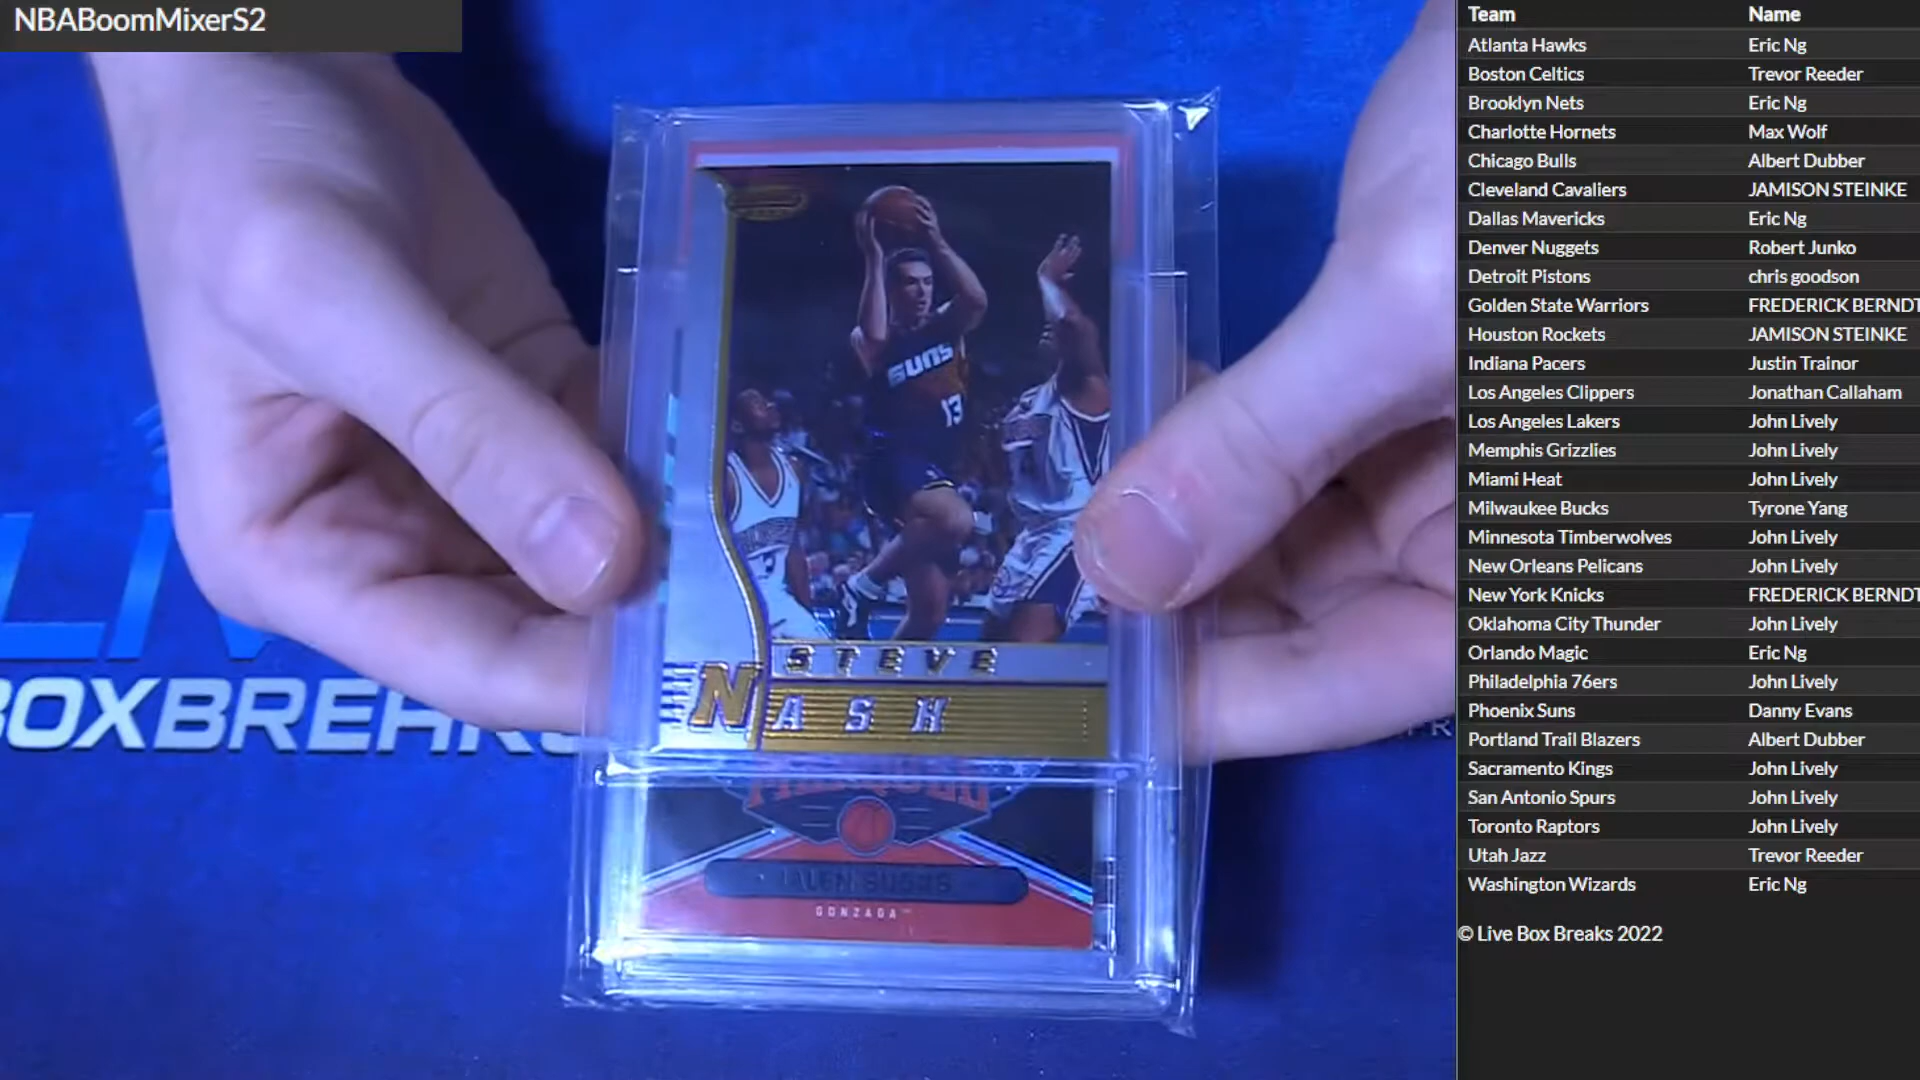 NBABoomMixerS2
SUNS
13
STEVE
NASH
GONZAGA
LIV
BOXBREAK
Team Name
Atlanta Hawks Eric Ng
Boston Celtics Trevor Reeder
Brooklyn Nets Eric Ng
Charlotte Hornets Max Wolf
Chicago Bulls Albert Dubber
Cleveland Cavaliers JAMISON STEINKE
Dallas Mavericks Eric Ng
Denver Nuggets Robert Junko
Detroit Pistons chris goodson
Golden State Warriors FREDERICK BERNDT
Houston Rockets JAMISON STEINKE
Indiana Pacers Justin Trainor
Los Angeles Clippers Jonathan Callaham
Los Angeles Lakers John Lively
Memphis Grizzlies John Lively
Miami Heat John Lively
Milwaukee Bucks Tyrone Yang
Minnesota Timberwolves John Lively
New Orleans Pelicans John Lively
New York Knicks FREDERICK BERNDT
Oklahoma City Thunder John Lively
Orlando Magic Eric Ng
Philadelphia 76ers John Lively
Phoenix Suns Danny Evans
Portland Trail Blazers Albert Dubber
Sacramento Kings John Lively
San Antonio Spurs John Lively
Toronto Raptors John Lively
Utah Jazz Trevor Reeder
Washington Wizards Eric Ng
© Live Box Breaks 2022